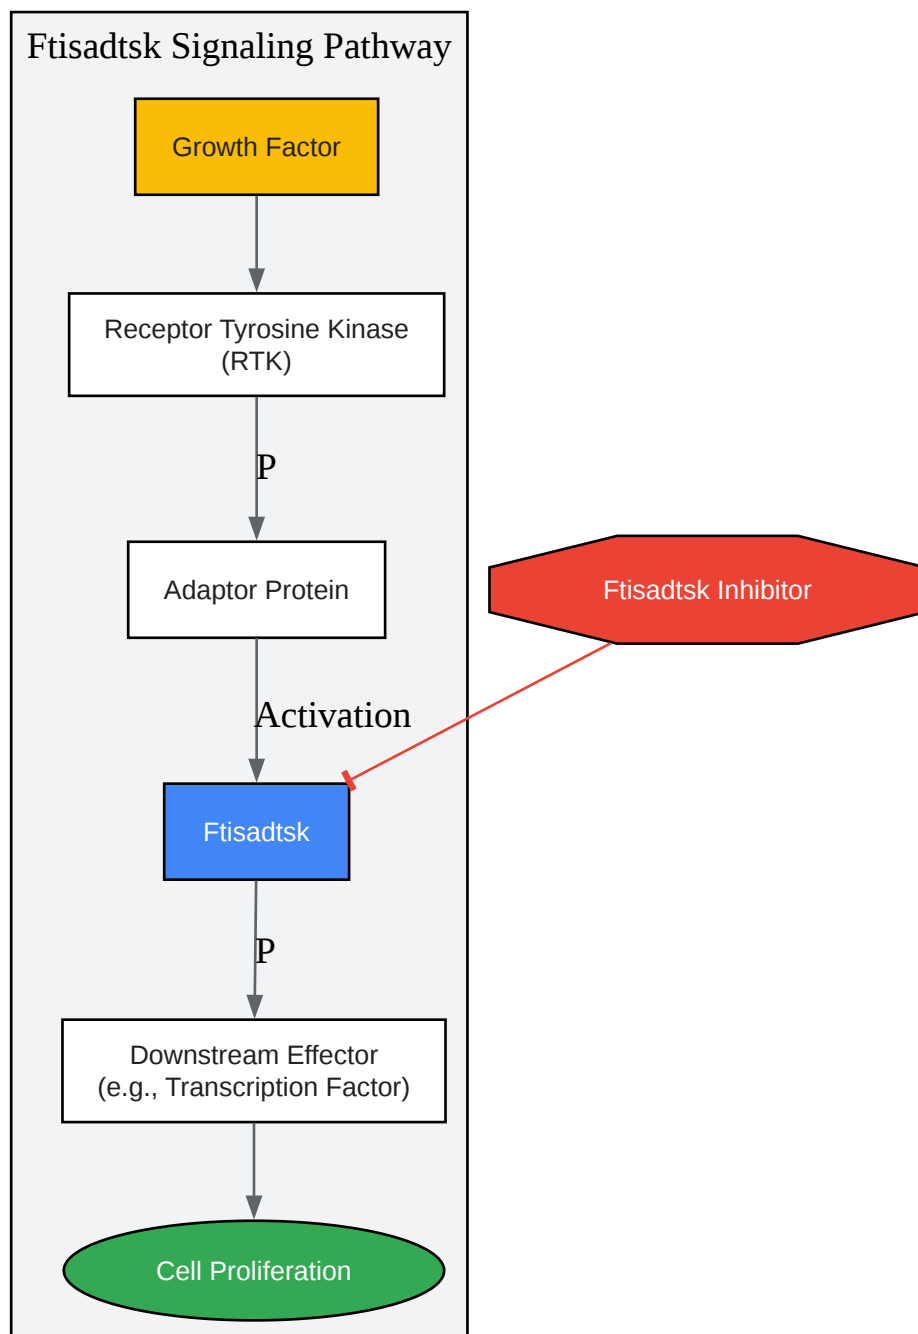 Ftisadtsk Signaling Pathway
Growth Factor
Receptor Tyrosine Kinase
(RTK)
P
Adaptor Protein
Ftisadtsk Inhibitor
Activation
Ftisadtsk
P
Downstream Effector
(e.g., Transcription Factor)
Cell Proliferation